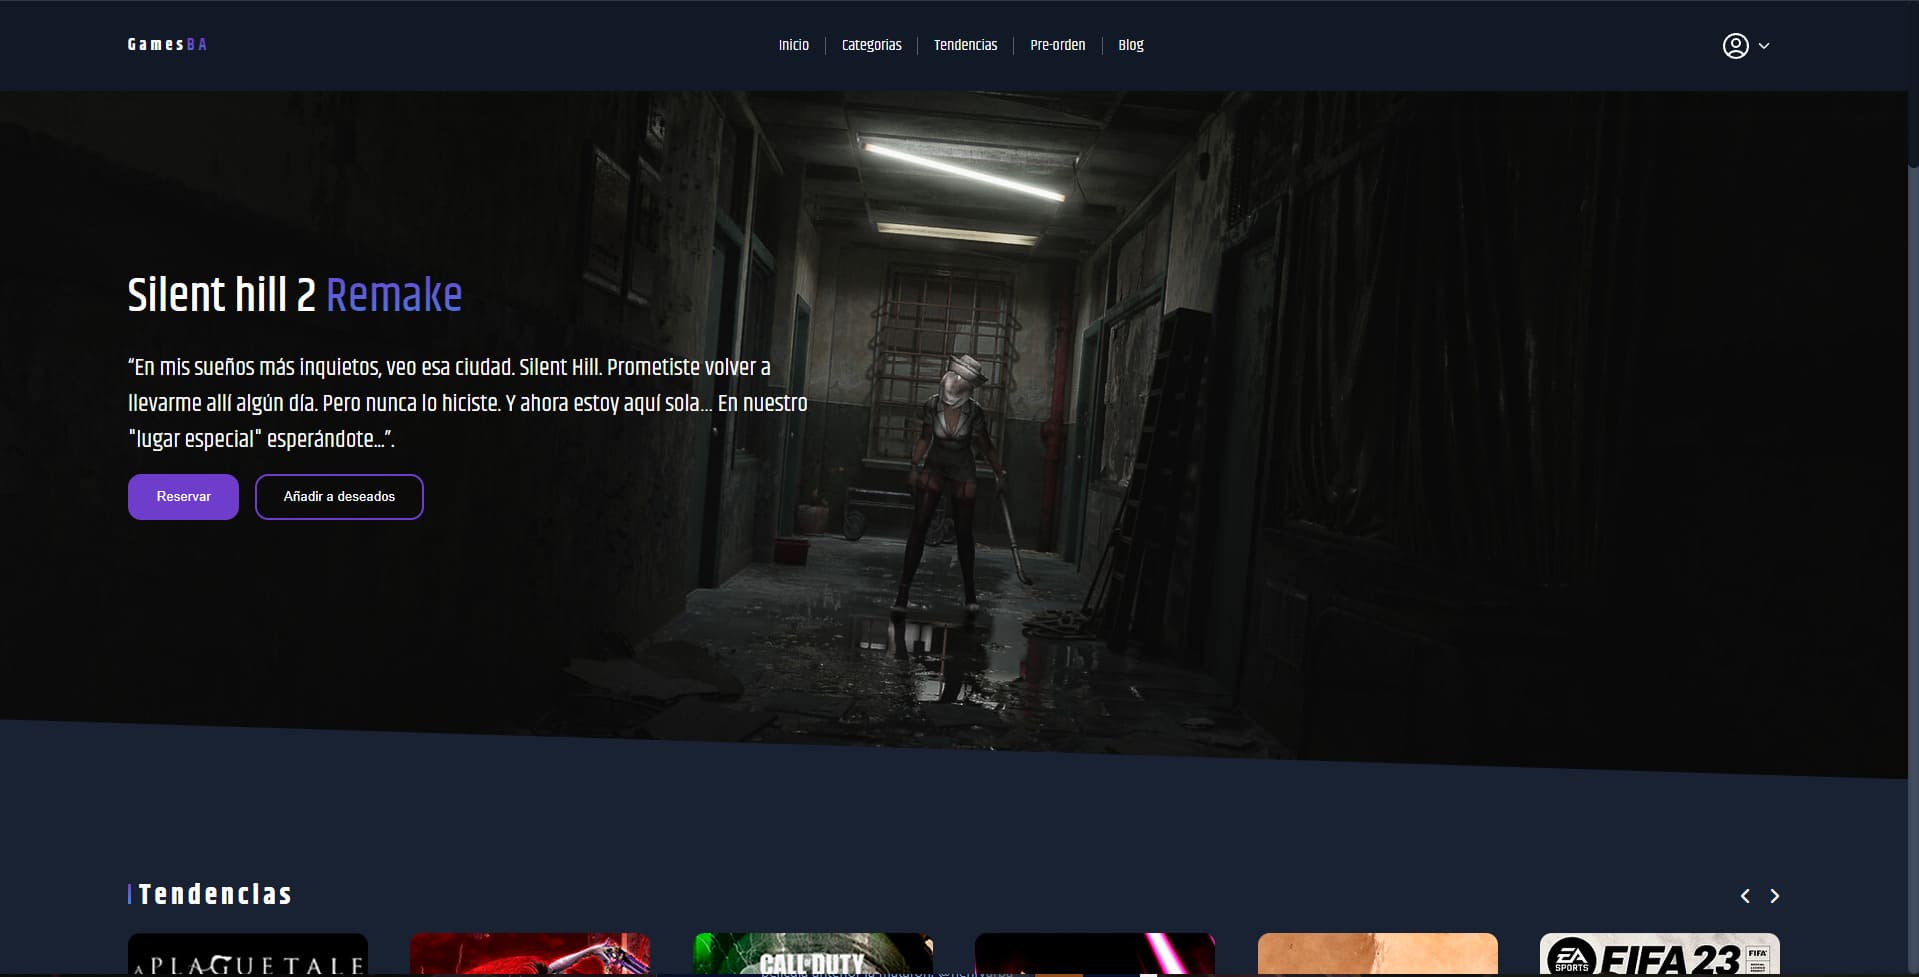 GamesBA
Inicio
Categorias
Tendencias
Pre-orden
Blog
Silent hill 2 Remake
“En mis sueños más inquietos, veo esa ciudad. Silent Hill. Prometiste volver a
llevarme allí algún día. Pero nunca lo hiciste. Y ahora estoy aquí sola... En nuestro
"lugar especial" esperándote...”.
Reservar
Añadir a deseados
Tendencias
A PLAGUE TALE
CALL OF DUTY
EA SPORTS
FIFA 23
FIFA